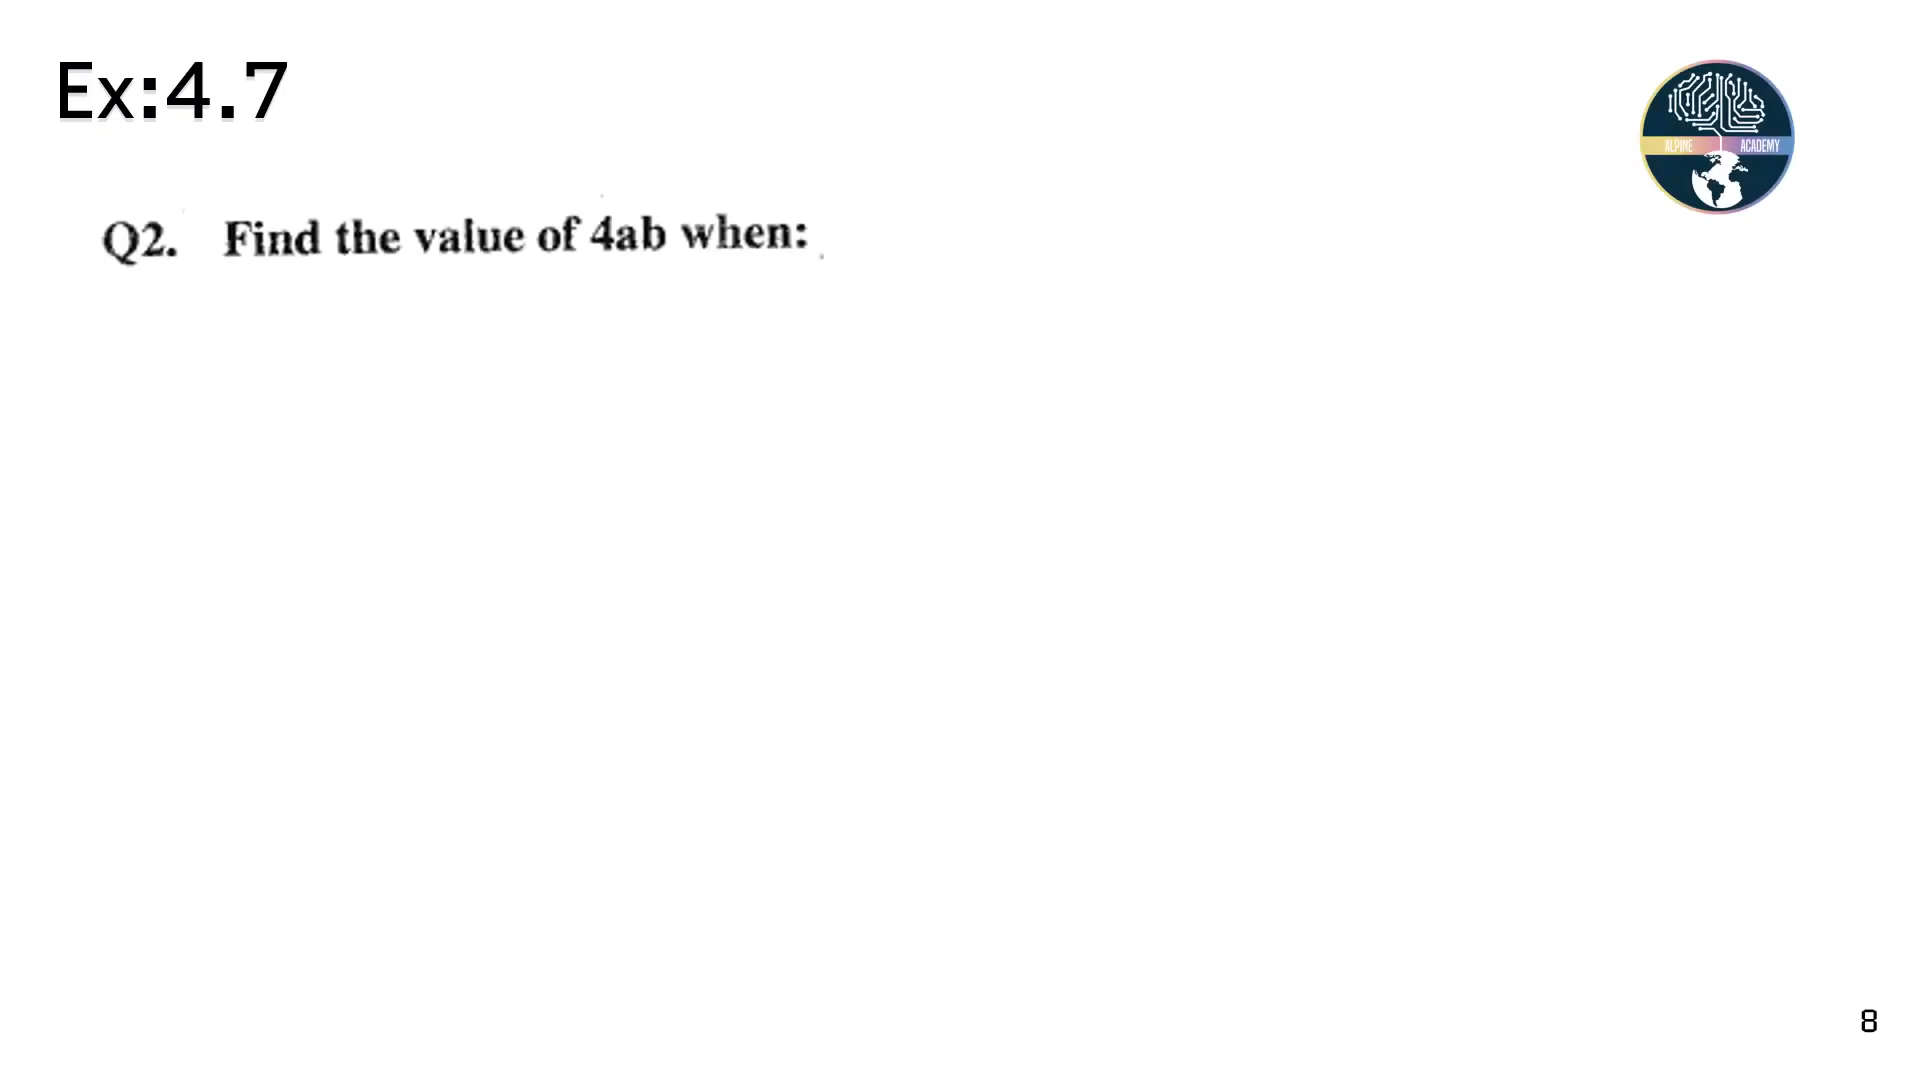 Ex:4.7
ALPINE ACADEMY
Q2. Find the value of 4ab when:
8